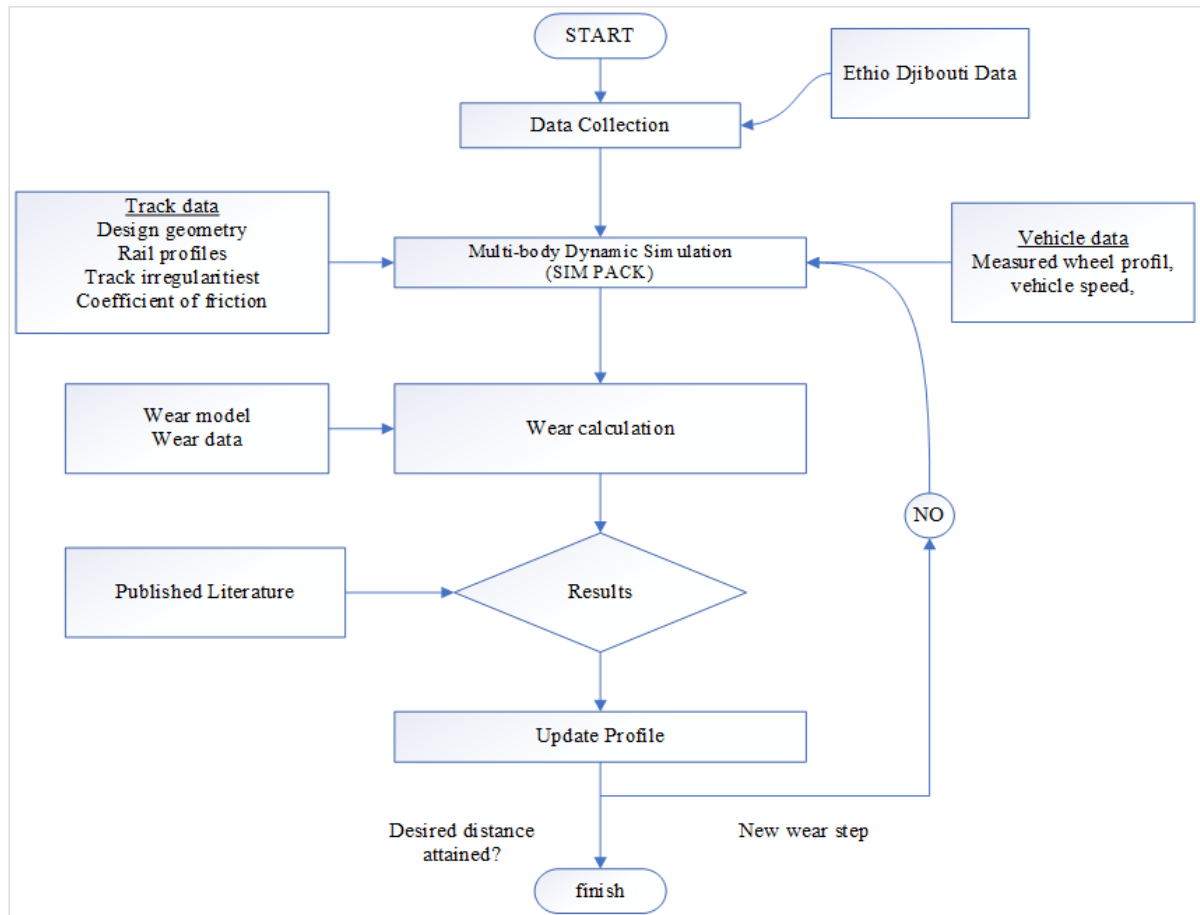 START
Ethio Djibouti Data
Data Collection
Track data
Design geometry
Rail profiles
Track irregularitiest
Coefficient of friction
Multi-body Dynamic Simulation
(SIM PACK)
Vehicle data
Measured wheel profil,
vehicle speed,
Wear model
Wear data
Wear calculation
NO
Published Literature
Results
Update Profile
Desired distance
attained?
New wear step
finish